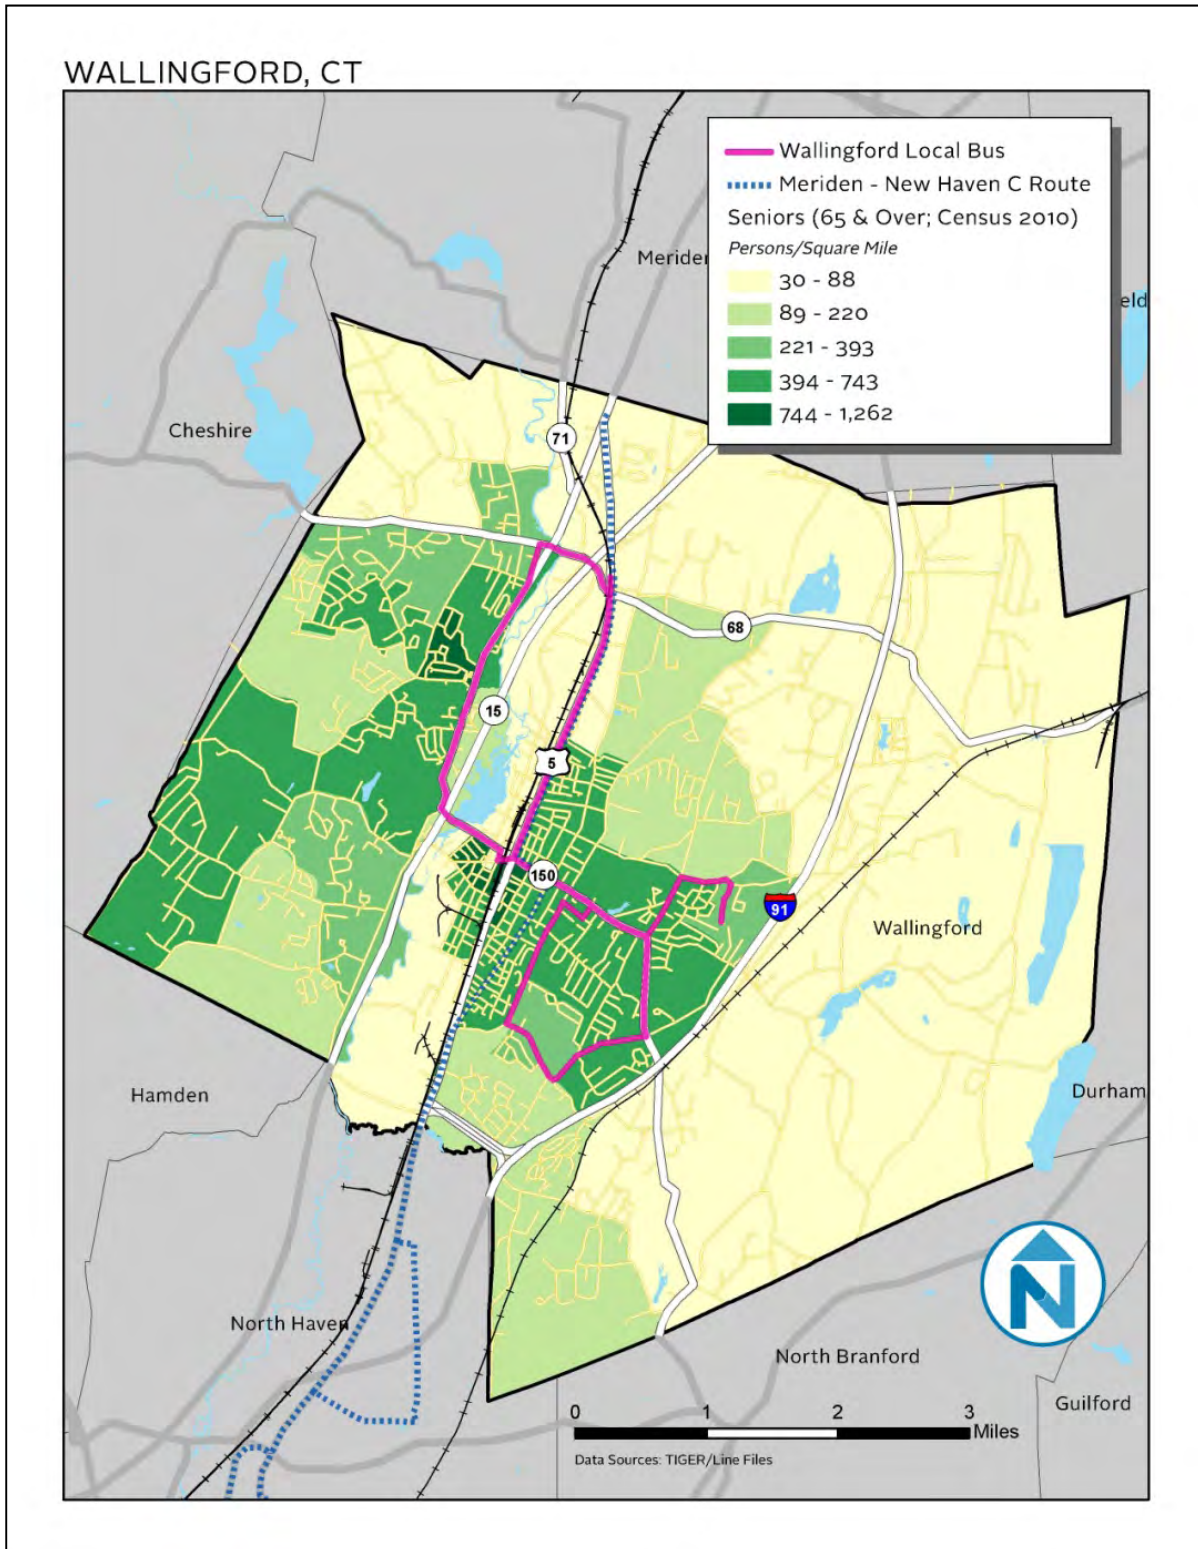 WALLINGFORD, CT
Wallingford Local Bus
Meriden - New Haven C Route
Seniors (65 & Over; Census 2010)
Persons/Square Mile
30 - 88
89 - 220
221 - 393
394 - 743
744 - 1,262
Meriden
eld
Cheshire
71
68
15
5
150
91
Wallingford
Hamden
Durham
North Haven
N
North Branford
Guilford
0 1 2 3
Miles
Data Sources: TIGER/Line Files